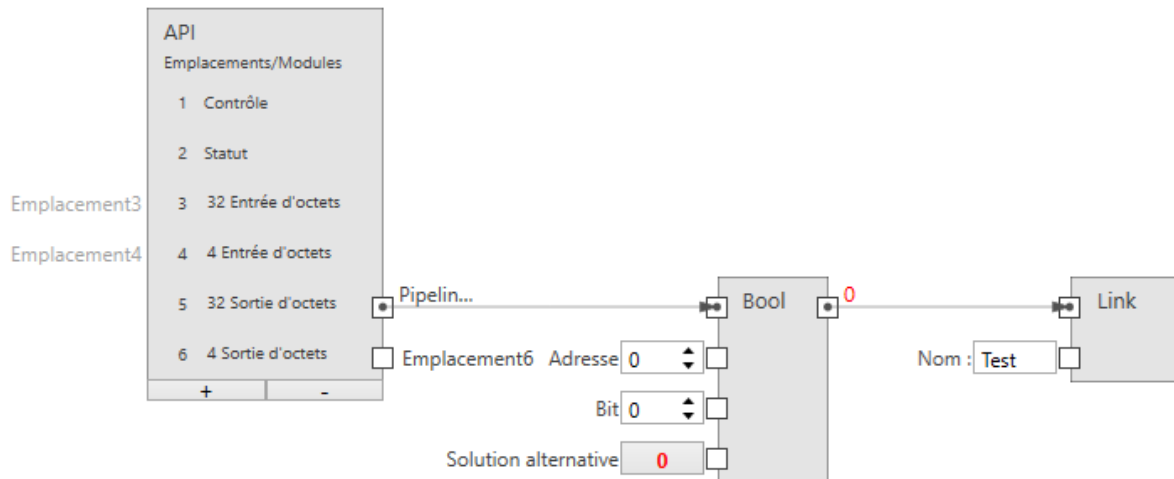 API
Emplacements/Modules
1 Contrôle
2 Statut
Emplacement3 3 32 Entrée d'octets
Emplacement4 4 4 Entrée d'octets
5 32 Sortie d'octets Pipelin... Bool 0 Link
6 4 Sortie d'octets Emplacement6 Adresse 0 Nom : Test
+ -
Bit 0
Solution alternative 0